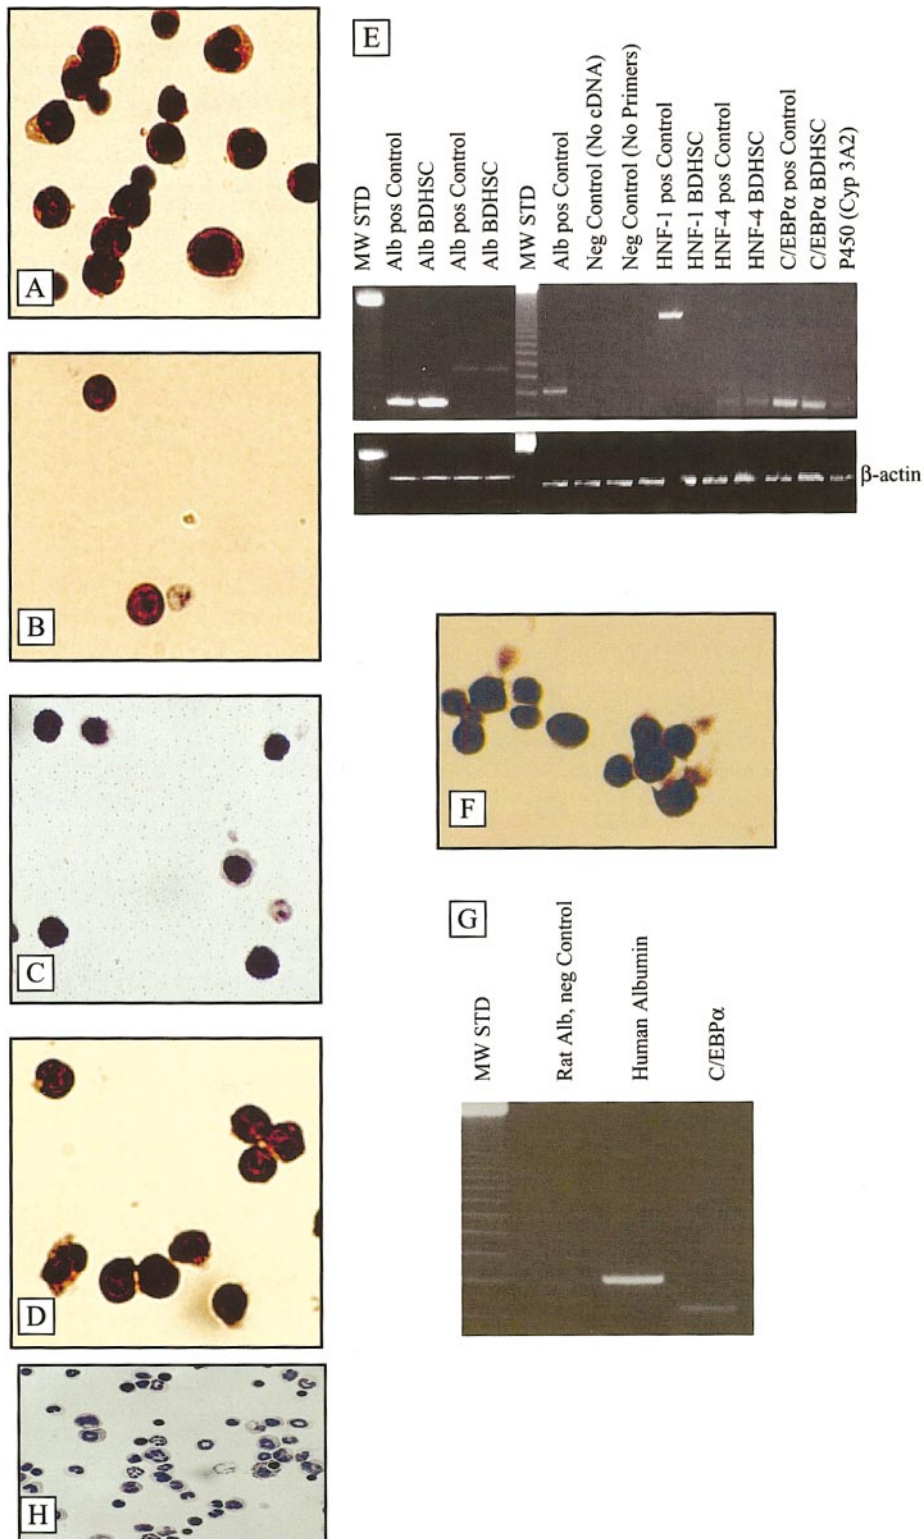 A
B
C
D
H
E
MW STD
Alb pos Control
Alb BDHSC
Alb pos Control
Alb BDHSC
MW STD
Alb pos Control
Neg Control (No cDNA)
Neg Control (No Primers)
HNF-1 pos Control
HNF-1 BDHSC
HNF-4 pos Control
HNF-4 BDHSC
C/EBPα pos Control
C/EBPα BDHSC
P450 (Cyp 3A2)
β-actin
F
G
MW STD
Rat Alb, neg Control
Human Albumin
C/EBPα